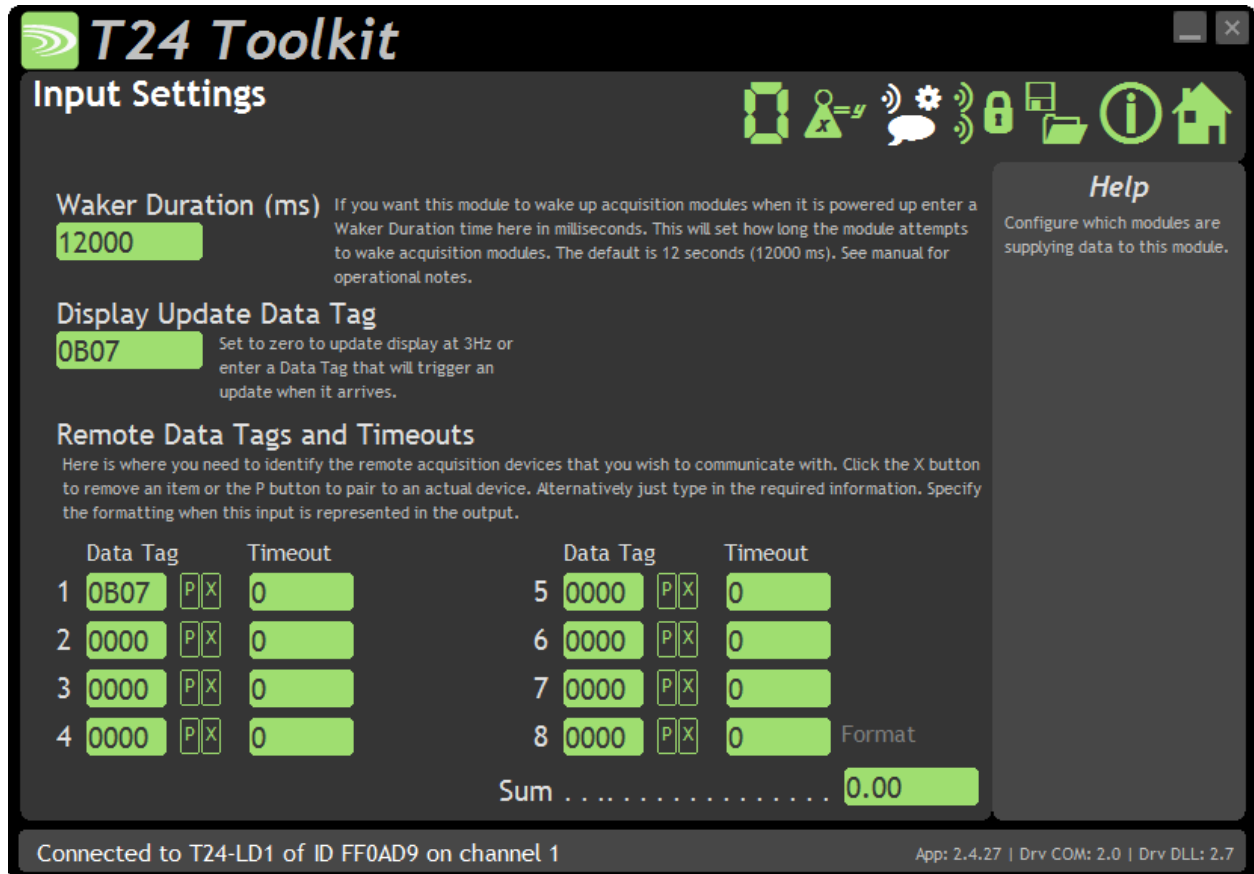 T24 Toolkit
Input Settings
x=y
Waker Duration (ms)
12000
If you want this module to wake up acquisition modules when it is powered up enter a
Waker Duration time here in milliseconds. This will set how long the module attempts
to wake acquisition modules. The default is 12 seconds (12000 ms). See manual for
operational notes.
Display Update Data Tag
0B07
Set to zero to update display at 3Hz or
enter a Data Tag that will trigger an
update when it arrives.
Remote Data Tags and Timeouts
Here is where you need to identify the remote acquisition devices that you wish to communicate with. Click the X button
to remove an item or the P button to pair to an actual device. Alternatively just type in the required information. Specify
the formatting when this input is represented in the output.
Data Tag Timeout Data Tag Timeout
1 0B07 P X 0 5 0000 P X 0
2 0000 P X 0 6 0000 P X 0
3 0000 P X 0 7 0000 P X 0
4 0000 P X 0 8 0000 P X 0 Format
Sum . . .. . . . . . . . . . . . . . 0.00
Help
Configure which modules are
supplying data to this module.
Connected to T24-LD1 of ID FF0AD9 on channel 1
App: 2.4.27 | Drv COM: 2.0 | Drv DLL: 2.7